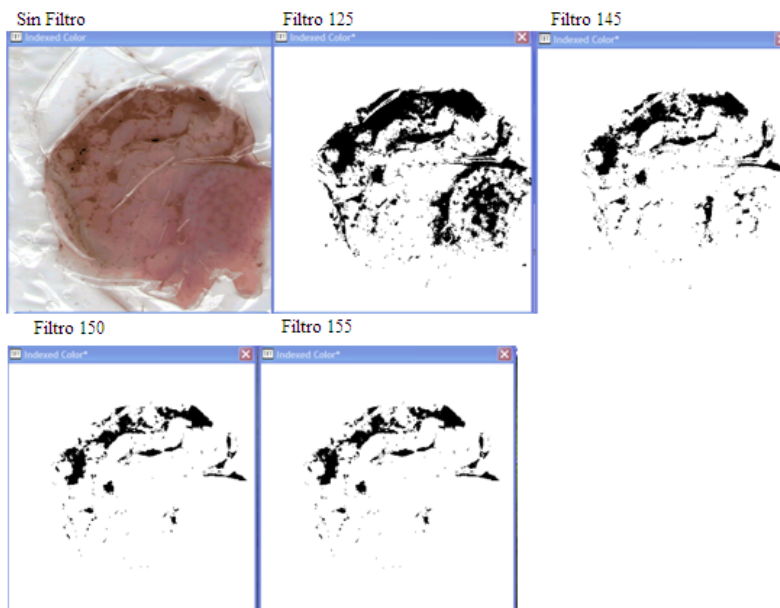 Sin Filtro
Filtro 125
Filtro 145
Indexed Color
Indexed Color*
Indexed Color*
Filtro 150
Filtro 155
Indexed Color*
Indexed Color*